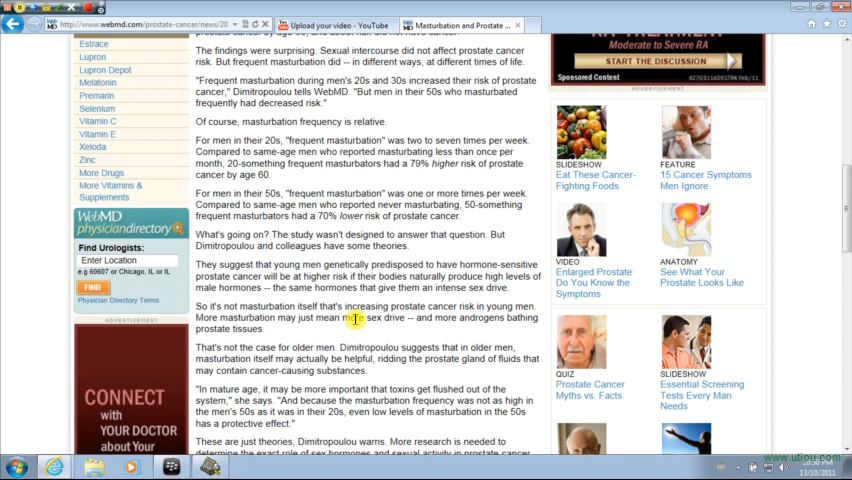 http://www.webmd.com/prostate-cancer/news/20
Upload your video - YouTube
Masturbation and Prostate ...
Estrace
Lupron
Lupron Depot
Melatonin
Premarin
Selenium
Vitamin C
Vitamin E
Xeloda
Zinc
More Drugs
More Vitamins &
Supplements
WebMD
physiciandirectory
Find Urologists:
Enter Location
e.g 60607 or Chicago, IL or IL
FIND
Physician Directory Terms
ADVERTISEMENT
CONNECT
with
YOUR DOCTOR
about Your
The findings were surprising. Sexual intercourse did not affect prostate cancer
risk. But frequent masturbation did -- in different ways, at different times of life.
"Frequent masturbation during men's 20s and 30s increased their risk of prostate
cancer," Dimitropoulou tells WebMD. "But men in their 50s who masturbated
frequently had decreased risk."
Of course, masturbation frequency is relative.
For men in their 20s, "frequent masturbation" was two to seven times per week.
Compared to same-age men who reported masturbating less than once per
month, 20-something frequent masturbators had a 79% higher risk of prostate
cancer by age 60.
For men in their 50s, "frequent masturbation" was one or more times per week.
Compared to same-age men who reported never masturbating, 50-something
frequent masturbators had a 70% lower risk of prostate cancer.
What's going on? The study wasn't designed to answer that question. But
Dimitropoulou and colleagues have some theories.
They suggest that young men genetically predisposed to have hormone-sensitive
prostate cancer will be at higher risk if their bodies naturally produce high levels
of male hormones -- the same hormones that give them an intense sex drive.
So it's not masturbation itself that's increasing prostate cancer risk in young men.
More masturbation may just mean more sex drive -- and more androgens bathing
prostate tissues.
That's not the case for older men. Dimitropoulou suggests that in older men,
masturbation itself may actually be helpful, ridding the prostate gland of fluids that
may contain cancer-causing substances.
"In mature age, it may be more important that toxins get flushed out of the
system," she says. "And because the masturbation frequency was not as high in
the men's 50s as it was in their 20s, even low levels of masturbation in the 50s
has a protective effect."
These are just theories, Dimitropoulou warns. More research is needed to
determine the exact role of sex hormones and sexual activity in prostate cancer
Moderate to Severe RA
START THE DISCUSSION
Sponsored Content
ADVERTISEMENT
SLIDESHOW
Eat These Cancer-
Fighting Foods
FEATURE
15 Cancer Symptoms
Men Ignore
VIDEO
Enlarged Prostate:
Do You Know the
Symptoms
ANATOMY
See What Your
Prostate Looks Like
QUIZ
Prostate Cancer
Myths vs. Facts
SLIDESHOW
Essential Screening
Tests Every Man
Needs
www.utipu.com
13/10/2011